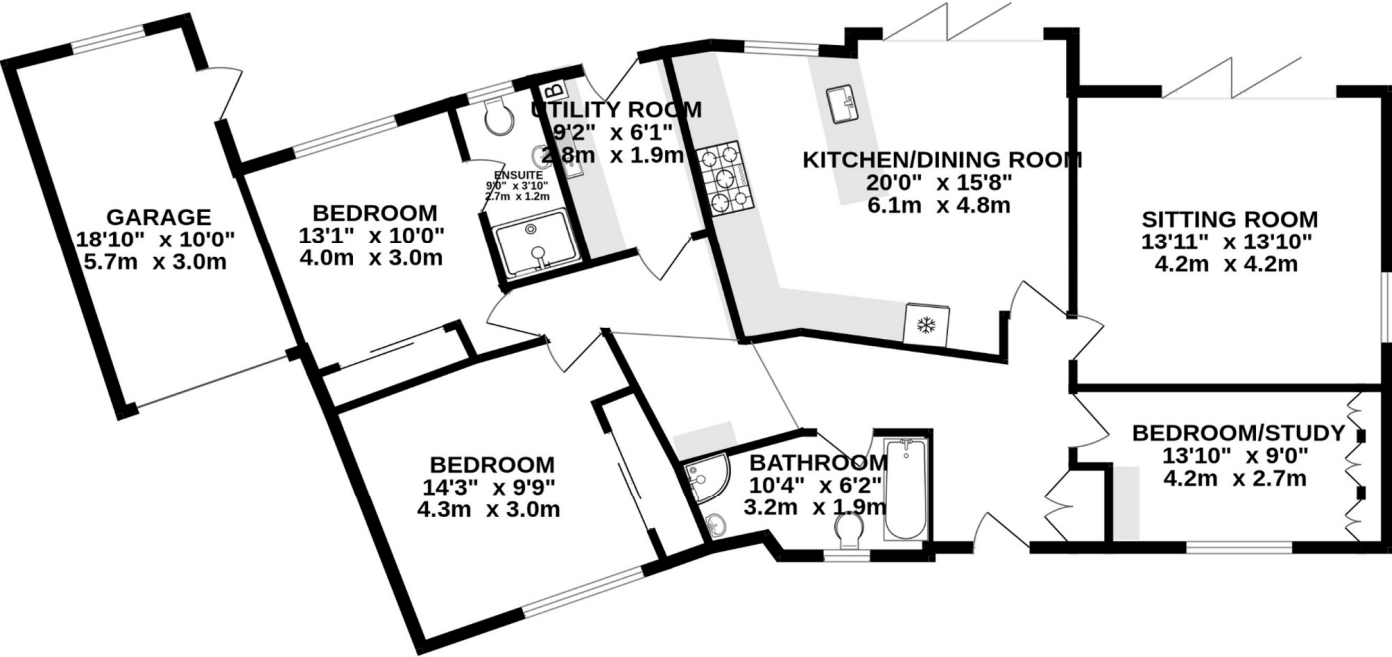 GARAGE
18'10" x 10'0"
5.7m x 3.0m
BEDROOM
13'1" x 10'0"
4.0m x 3.0m
ENSUITE
9'0" x 3'10"
2.7m x 1.2m
B
UTILITY ROOM
9'2" x 6'1"
2.8m x 1.9m
KITCHEN/DINING ROOM
20'0" x 15'8"
6.1m x 4.8m
SITTING ROOM
13'11" x 13'10"
4.2m x 4.2m
BEDROOM
14'3" x 9'9"
4.3m x 3.0m
BATHROOM
10'4" x 6'2"
3.2m x 1.9m
BEDROOM/STUDY
13'10" x 9'0"
4.2m x 2.7m